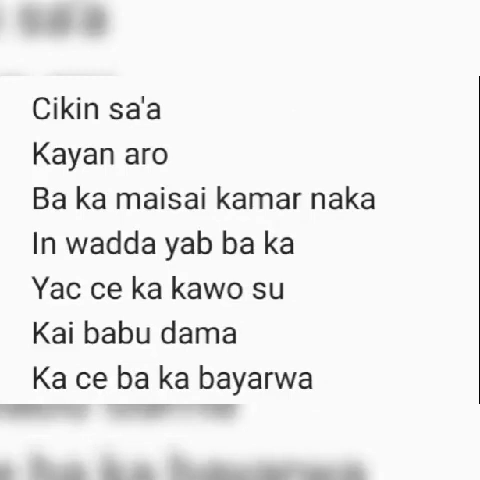 Cikin sa'a
Kayan aro
Ba ka maisai kamar naka
In wadda yab ba ka
Yac ce ka kawo su
Kai babu dama
Ka ce ba ka bayarwa